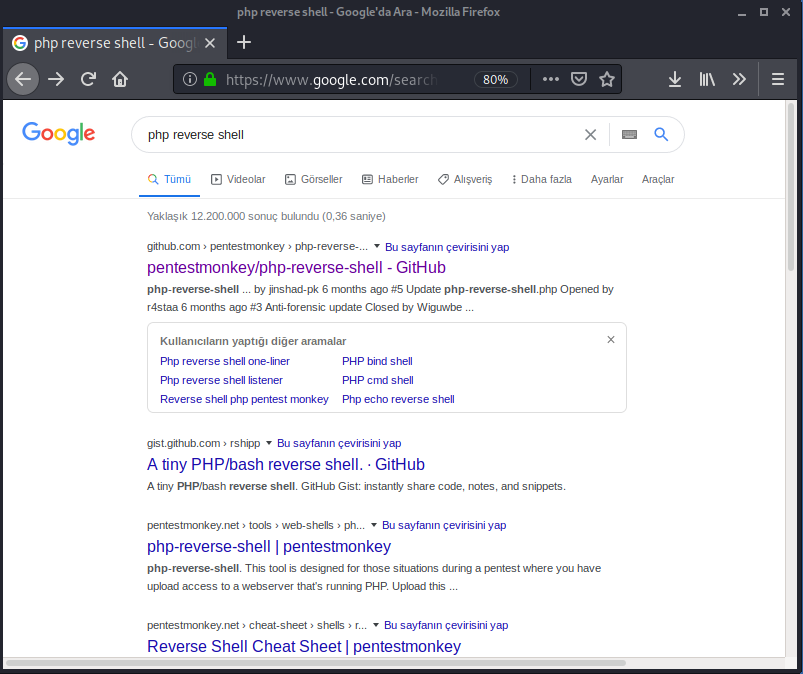 php reverse shell - Google'da Ara - Mozilla Firefox
php reverse shell - Googl
https://www.google.com/search 80%
Google php reverse shell
Tümü Videolar Görseller Haberler Alışveriş Daha fazla Ayarlar Araçlar
Yaklaşık 12.200.000 sonuç bulundu (0,36 saniye)
github.com › pentestmonkey › php-reverse-... Bu sayfanın çevirisini yap
pentestmonkey/php-reverse-shell - GitHub
php-reverse-shell ... by jinshad-pk 6 months ago #5 Update php-reverse-shell.php Opened by
r4staa 6 months ago #3 Anti-forensic update Closed by Wiguwbe ...
Kullanıcıların yaptığı diğer aramalar
Php reverse shell one-liner PHP bind shell
Php reverse shell listener PHP cmd shell
Reverse shell php pentest monkey Php echo reverse shell
gist.github.com › rshipp Bu sayfanın çevirisini yap
A tiny PHP/bash reverse shell. · GitHub
A tiny PHP/bash reverse shell. GitHub Gist: instantly share code, notes, and snippets.
pentestmonkey.net › tools › web-shells › ph... Bu sayfanın çevirisini yap
php-reverse-shell | pentestmonkey
php-reverse-shell. This tool is designed for those situations during a pentest where you have
upload access to a webserver that's running PHP. Upload this ...
pentestmonkey.net › cheat-sheet › shells › r... Bu sayfanın çevirisini yap
Reverse Shell Cheat Sheet | pentestmonkey